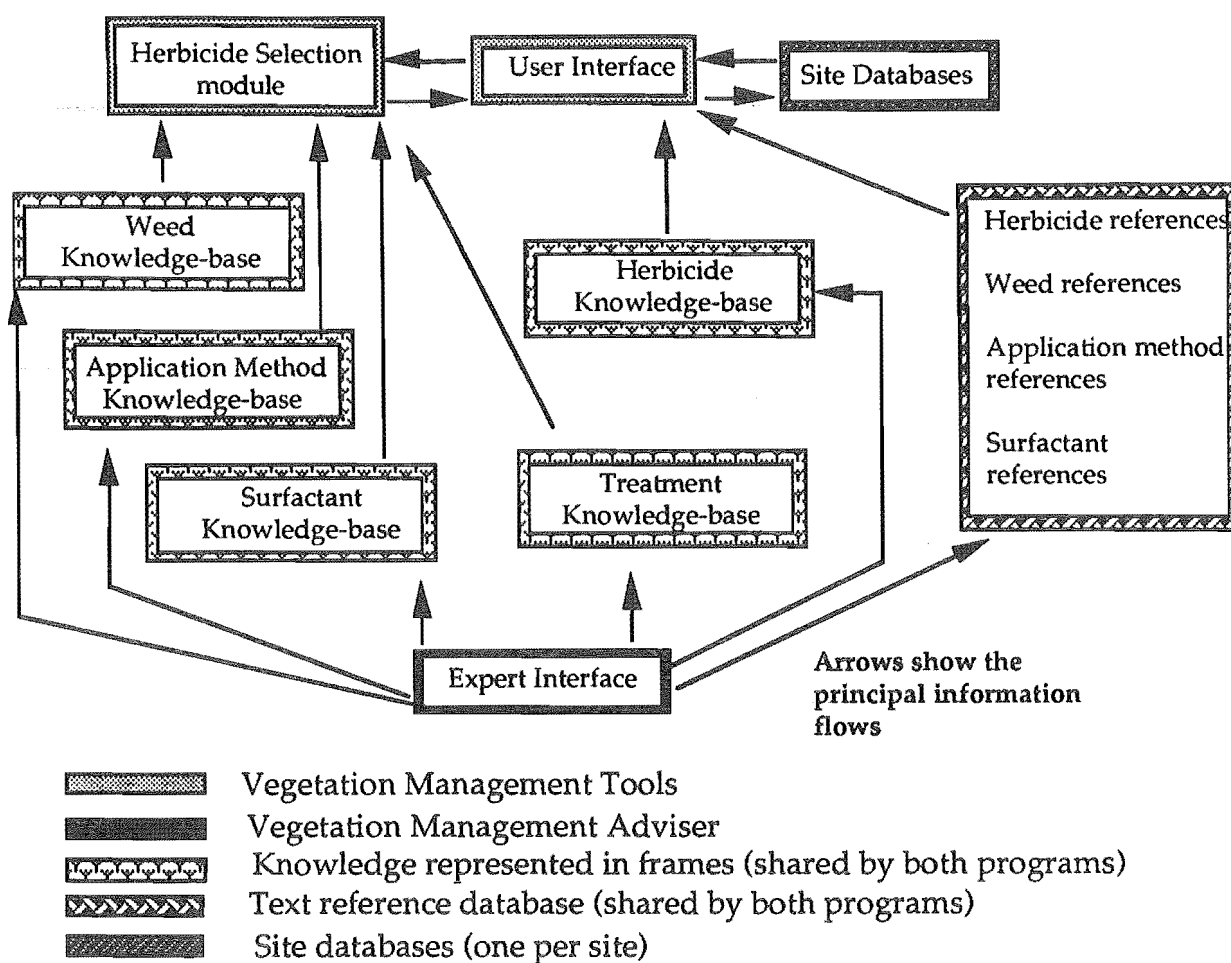 Herbicide Selection
module
User Interface
Site Databases
Weed
Knowledge-base
Herbicide
Knowledge-base
Application Method
Knowledge-base
Surfactant
Knowledge-base
Treatment
Knowledge-base
Herbicide references
Weed references
Application method
references
Surfactant
references
Expert Interface
Arrows show the
principal information
flows
Vegetation Management Tools
Vegetation Management Adviser
Knowledge represented in frames (shared by both programs)
Text reference database (shared by both programs)
Site databases (one per site)